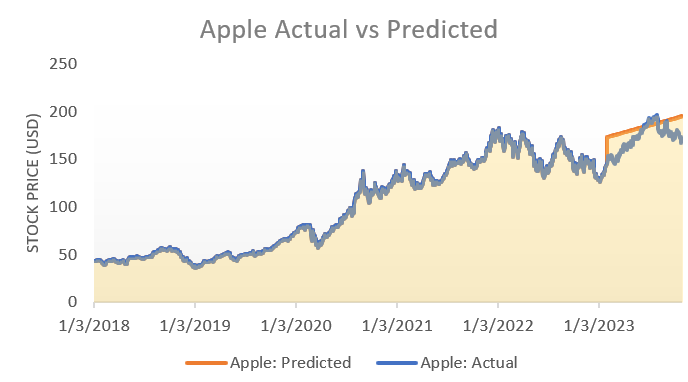 Apple Actual vs Predicted
250
200
150
100
50
0
STOCK PRICE (USD)
1/3/2018 1/3/2019 1/3/2020 1/3/2021 1/3/2022 1/3/2023
Apple: Predicted Apple: Actual